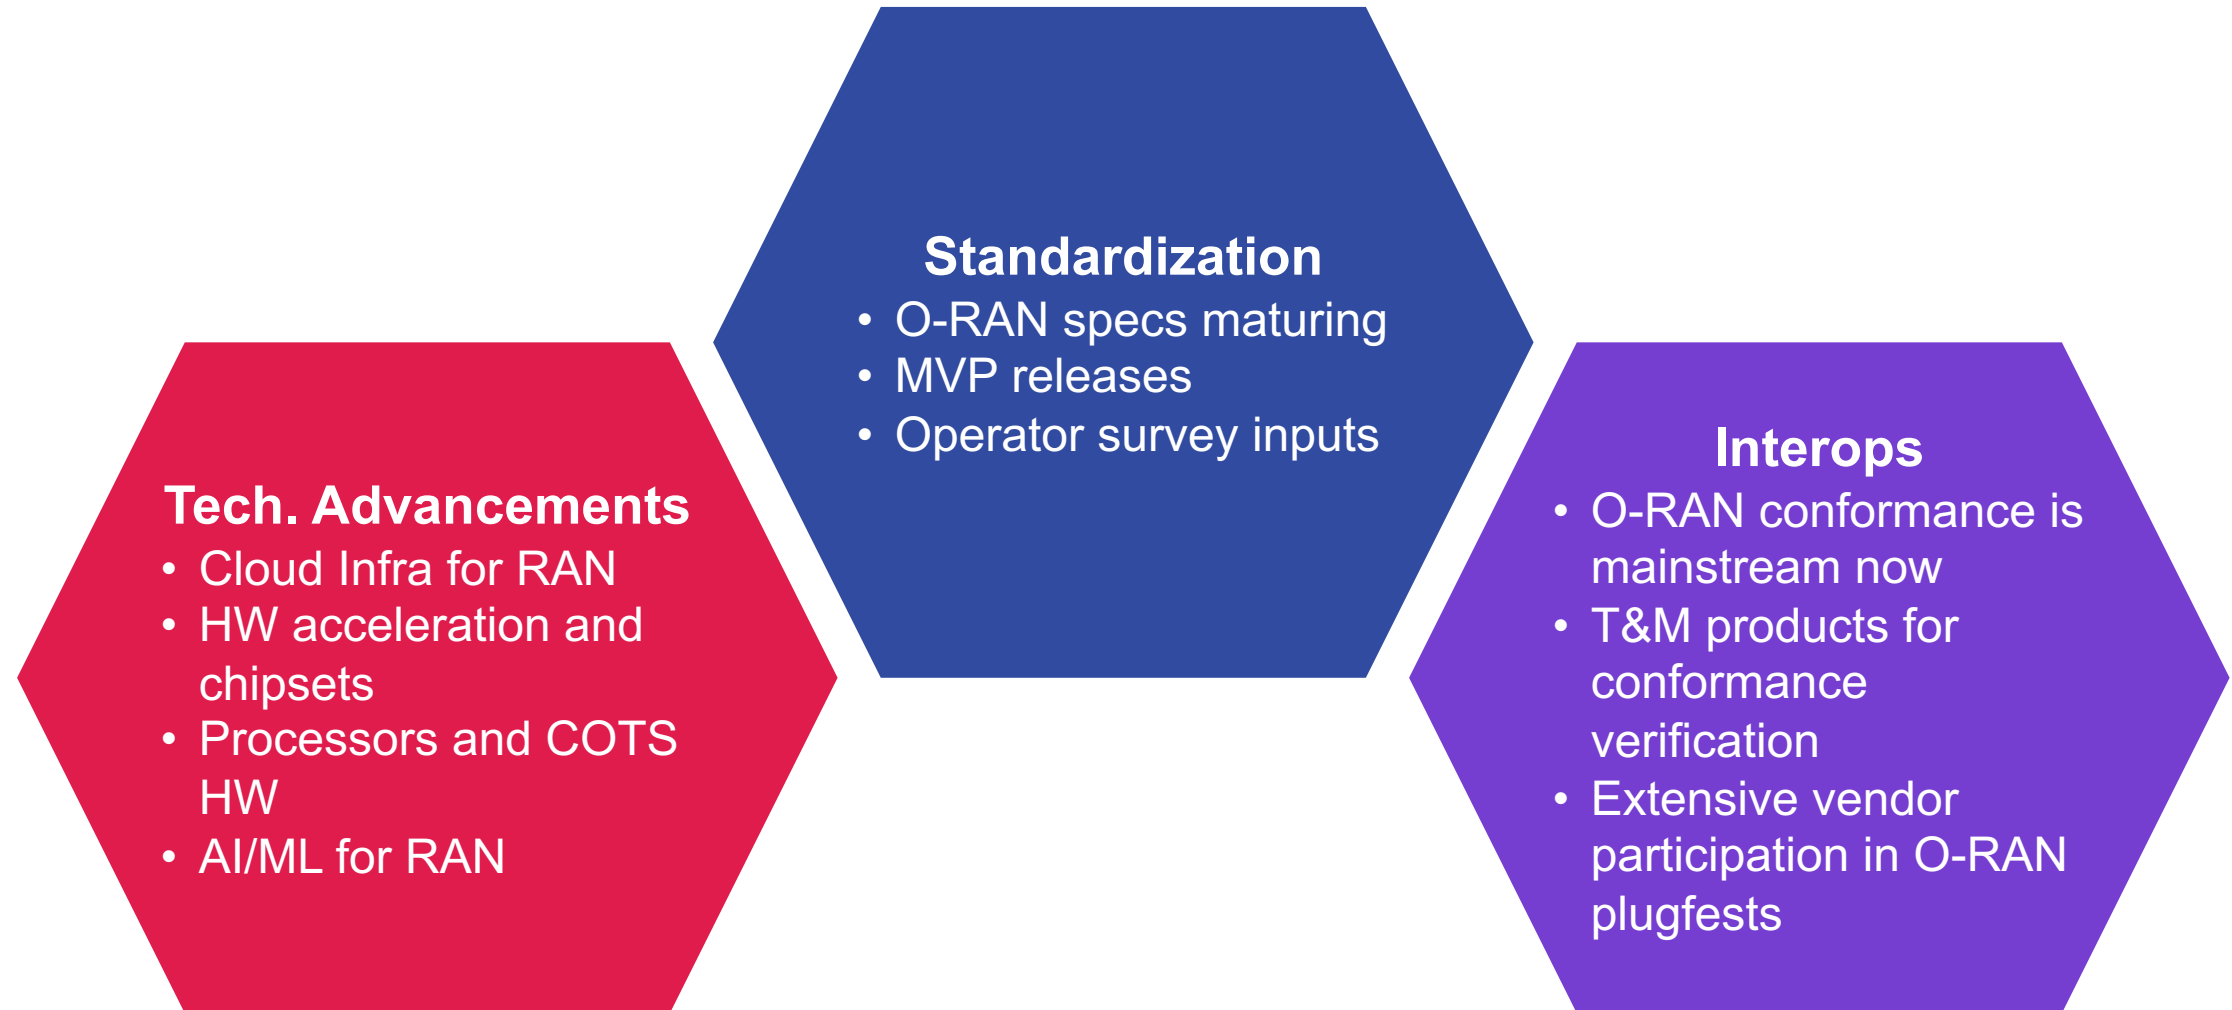 Tech. Advancements
• Cloud Infra for RAN
• HW acceleration and
chipsets
• Processors and COTS
HW
• AI/ML for RAN
Standardization
• O-RAN specs maturing
• MVP releases
• Operator survey inputs
Interops
• O-RAN conformance is
mainstream now
• T&M products for
conformance
verification
• Extensive vendor
participation in O-RAN
plugfests